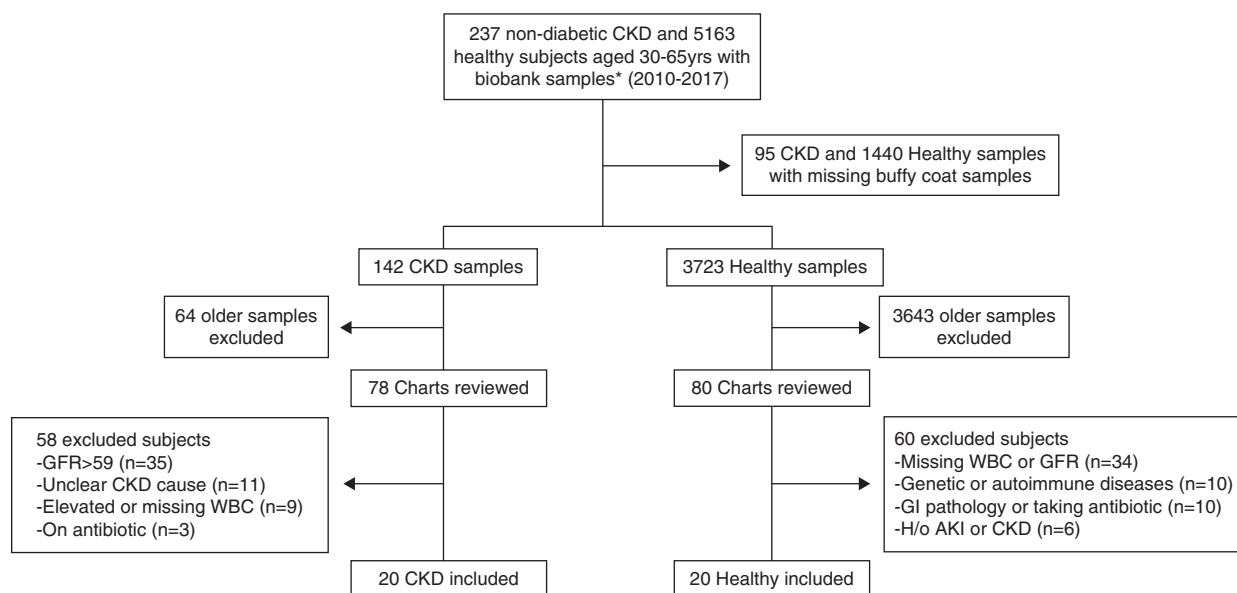 237 non-diabetic CKD and 5163
healthy subjects aged 30-65yrs with
biobank samples* (2010-2017)
95 CKD and 1440 Healthy samples
with missing buffy coat samples
142 CKD samples
3723 Healthy samples
64 older samples
excluded
3643 older samples
excluded
78 Charts reviewed
80 Charts reviewed
58 excluded subjects
-GFR>59 (n=35)
-Unclear CKD cause (n=11)
-Elevated or missing WBC (n=9)
-On antibiotic (n=3)
60 excluded subjects
-Missing WBC or GFR (n=34)
-Genetic or autoimmune diseases (n=10)
-GI pathology or taking antibiotic (n=10)
-H/o AKI or CKD (n=6)
20 CKD included
20 Healthy included